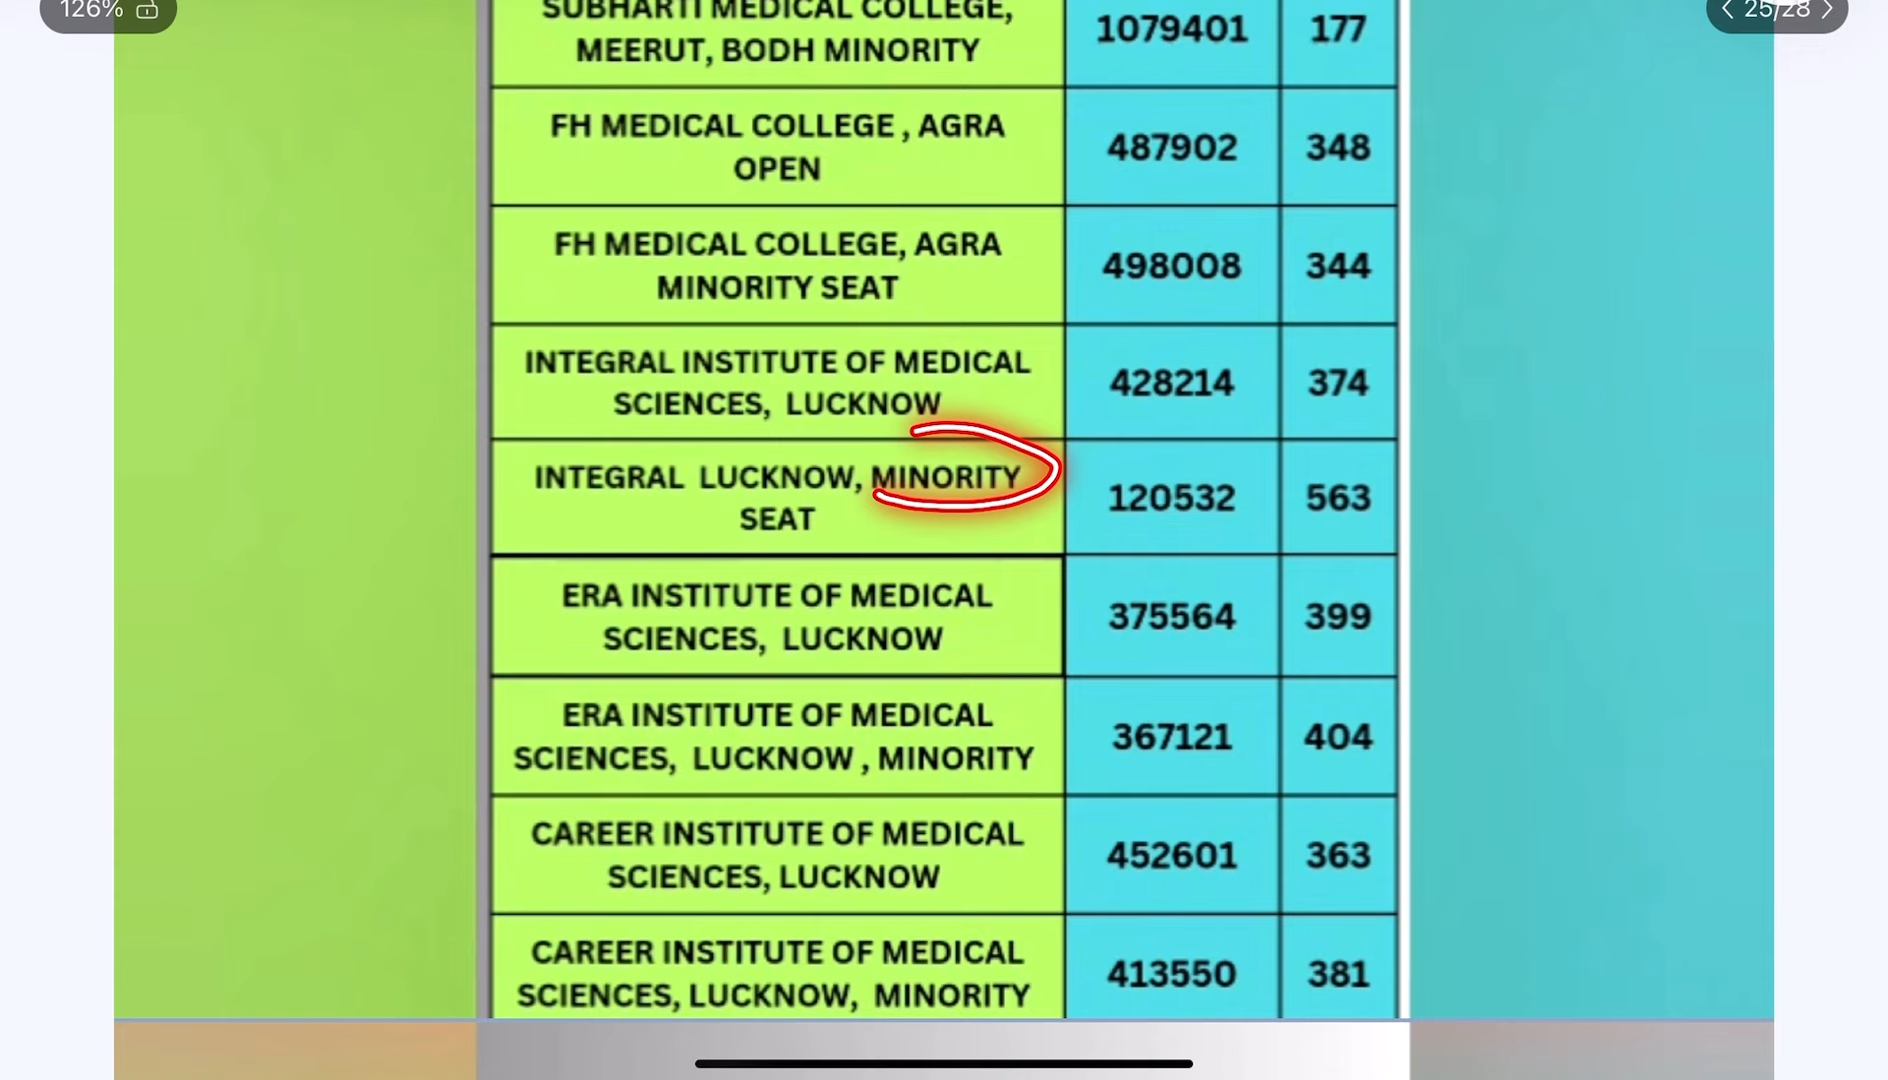 126%
25/28
SUBHARTI MEDICAL COLLEGE,
MEERUT, BODH MINORITY
1079401
177
FH MEDICAL COLLEGE , AGRA
OPEN
487902
348
FH MEDICAL COLLEGE, AGRA
MINORITY SEAT
498008
344
INTEGRAL INSTITUTE OF MEDICAL
SCIENCES, LUCKNOW
428214
374
INTEGRAL LUCKNOW, MINORITY
SEAT
120532
563
ERA INSTITUTE OF MEDICAL
SCIENCES, LUCKNOW
375564
399
ERA INSTITUTE OF MEDICAL
SCIENCES, LUCKNOW , MINORITY
367121
404
CAREER INSTITUTE OF MEDICAL
SCIENCES, LUCKNOW
452601
363
CAREER INSTITUTE OF MEDICAL
SCIENCES, LUCKNOW, MINORITY
413550
381